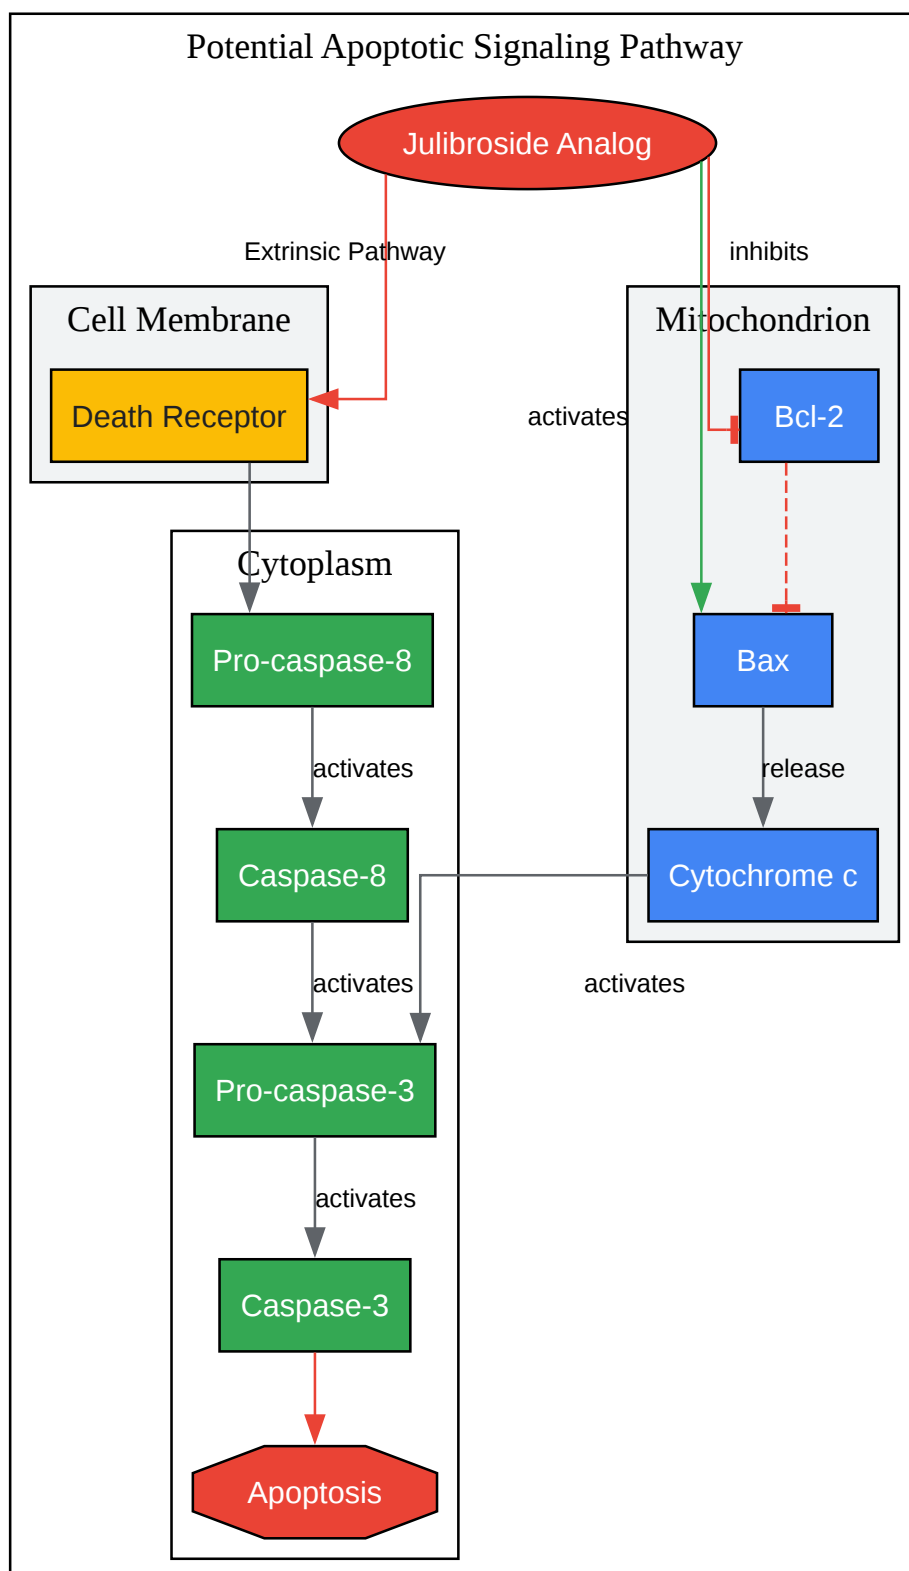 Potential Apoptotic Signaling Pathway
Julibroside Analog
Extrinsic Pathway
inhibits
Cell Membrane
Mitochondrion
Death Receptor
activates
Bcl-2
Cytoplasm
Pro-caspase-8
Bax
activates
release
Caspase-8
Cytochrome c
activates
activates
Pro-caspase-3
activates
Caspase-3
Apoptosis